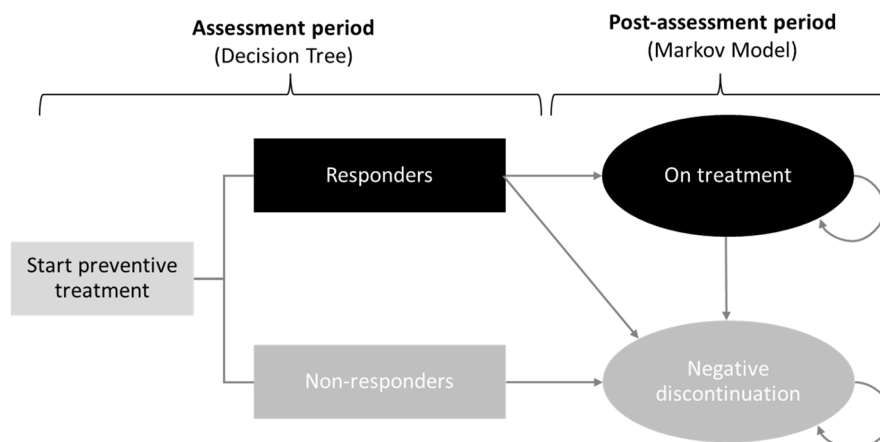 Assessment period
(Decision Tree)
Post-assessment period
(Markov Model)
Responders
On treatment
Start preventive
treatment
Non-responders
Negative
discontinuation